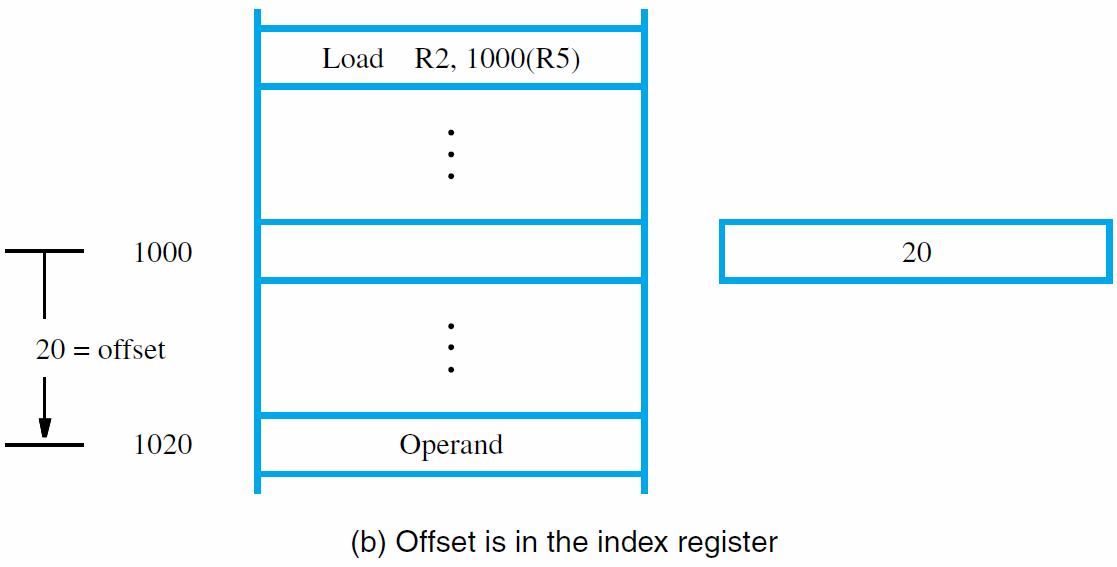 Load R2, 1000(R5)
1000
20
20 = offset
1020
Operand
(b) Offset is in the index register